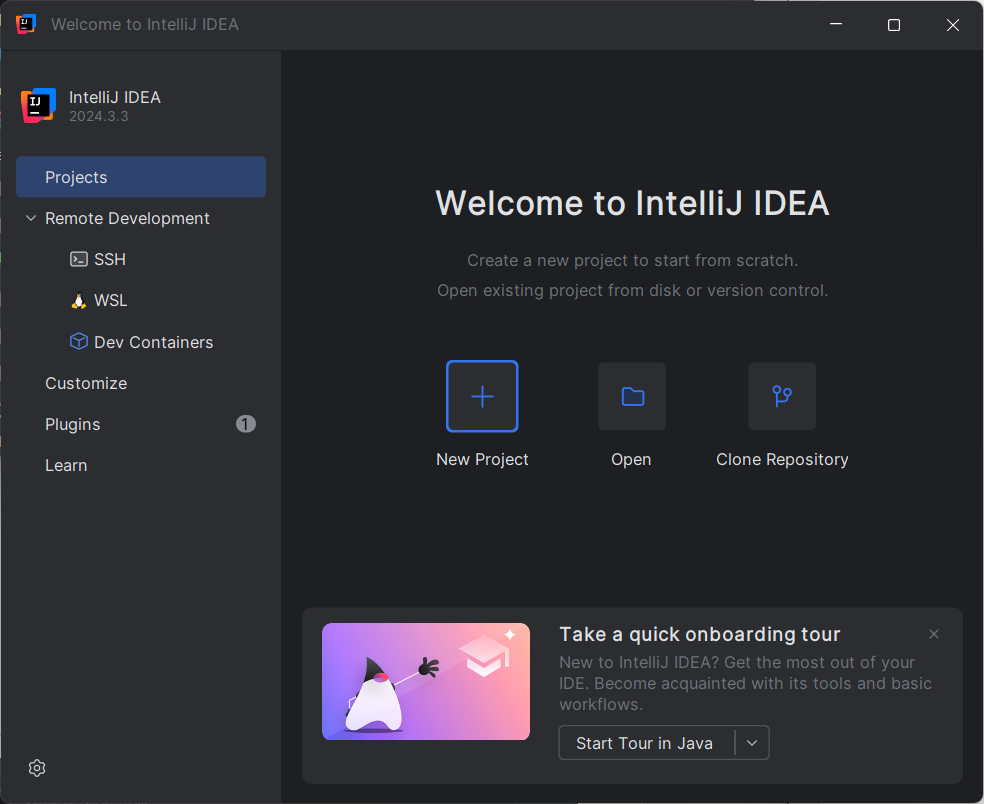 Welcome to IntelliJ IDEA
IJ
IntelliJ IDEA
2024.3.3
Projects
Remote Development
SSH
WSL
Dev Containers
Customize
Plugins 1
Learn
Welcome to IntelliJ IDEA
Create a new project to start from scratch.
Open existing project from disk or version control.
New Project
Open
Clone Repository
Take a quick onboarding tour
New to IntelliJ IDEA? Get the most out of your
IDE. Become acquainted with its tools and basic
workflows.
Start Tour in Java